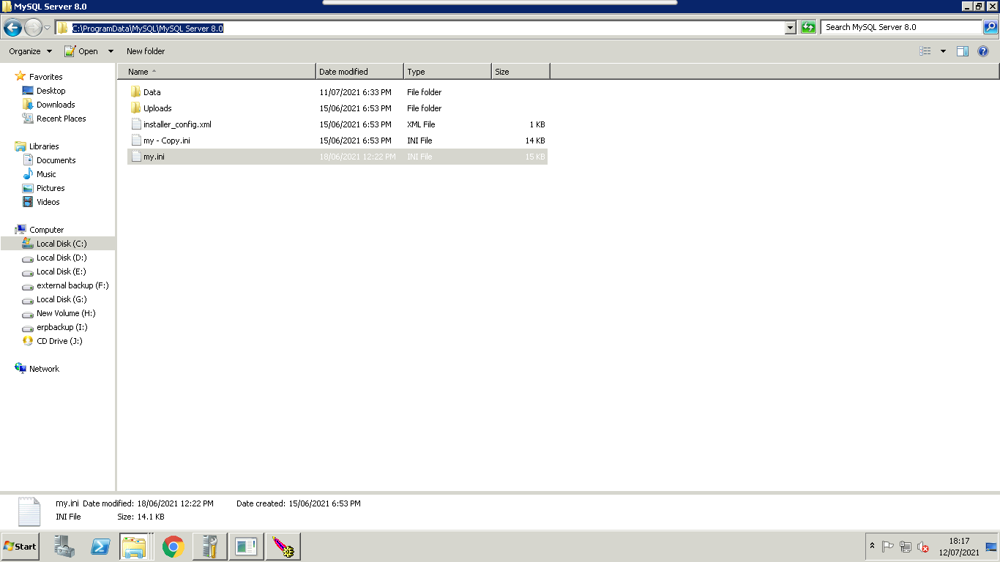 MySQL Server 8.0
C:\ProgramData\MySQL\MySQL Server 8.0
Search MySQL Server 8.0
Organize Open New folder
Name Date modified Type Size
Favorites
Desktop
Downloads
Recent Places
Libraries
Documents
Music
Pictures
Videos
Computer
Local Disk (C:)
Local Disk (D:)
Local Disk (E:)
external backup (F:)
Local Disk (G:)
New Volume (H:)
erpbackup (I:)
CD Drive (J:)
Network
Data 11/07/2021 6:33 PM File folder
Uploads 15/06/2021 6:53 PM File folder
installer_config.xml 15/06/2021 6:53 PM XML File 1 KB
my - Copy.ini 15/06/2021 6:53 PM INI File 14 KB
my.ini 18/06/2021 12:22 PM INI File 15 KB
my.ini Date modified: 18/06/2021 12:22 PM Date created: 15/06/2021 6:53 PM
INI File Size: 14.1 KB
Start
18:17
12/07/2021